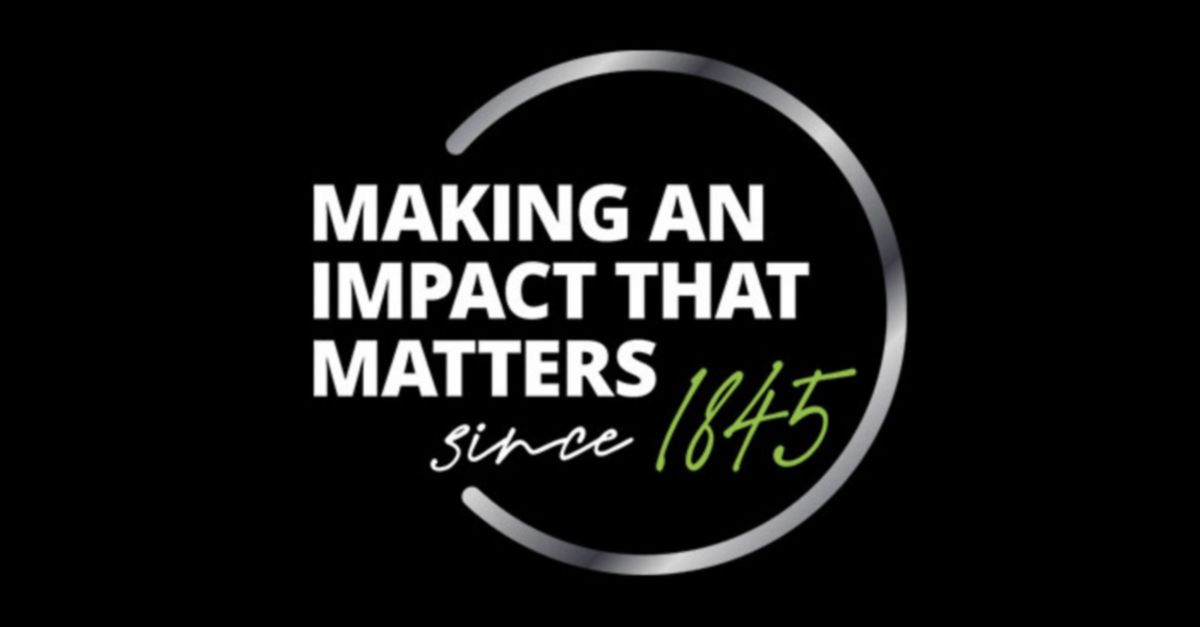 MAKING AN
IMPACT THAT
MATTERS
since 1845